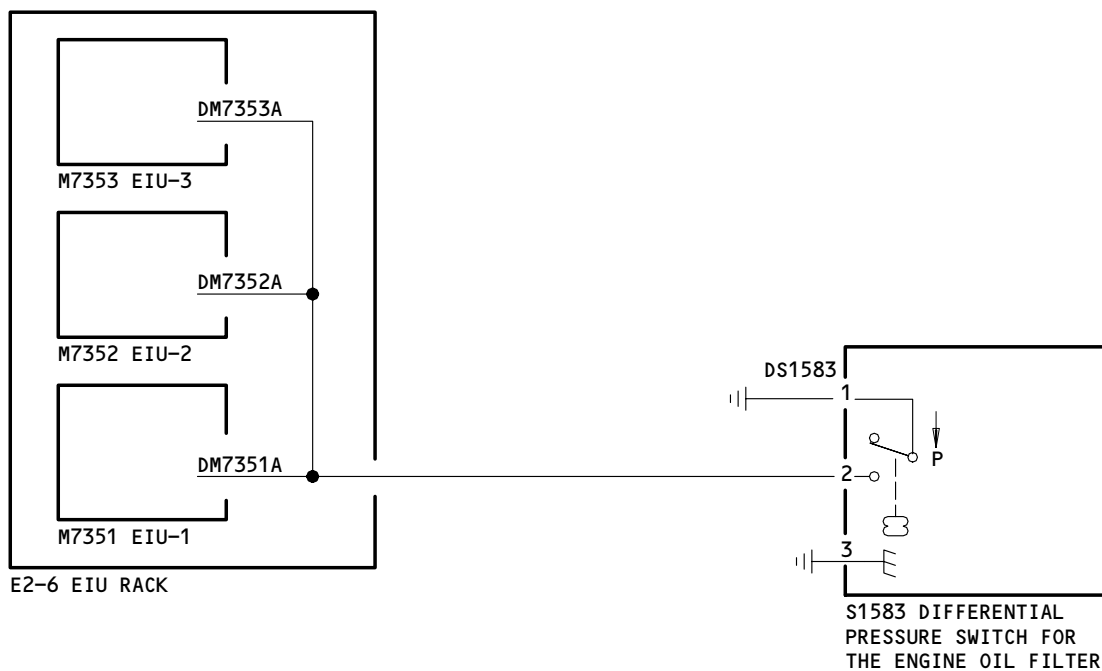 DM7353A
M7353 EIU-3
DM7352A
M7352 EIU-2
DM7351A
M7351 EIU-1
E2-6 EIU RACK
DS1583
1
P
2
3
S1583 DIFFERENTIAL
PRESSURE SWITCH FOR
THE ENGINE OIL FILTER